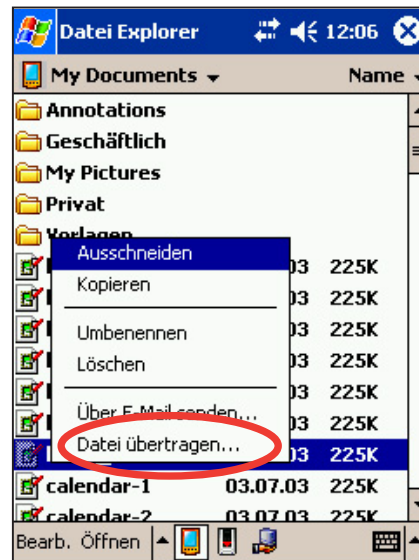 Datei Explorer 12:06
My Documents Name
Annotations
Geschäftlich
My Pictures
Privat
Vorlagen
Ausschneiden
03 225K
Kopieren
03 225K
Umbenennen
03 225K
Löschen
03 225K
03 225K
Über E-Mail senden...
03 225K
Datei übertragen...
03 225K
calendar-1 03.07.03 225K
calendar-2 03.07.03 225K
Bearb. Öffnen